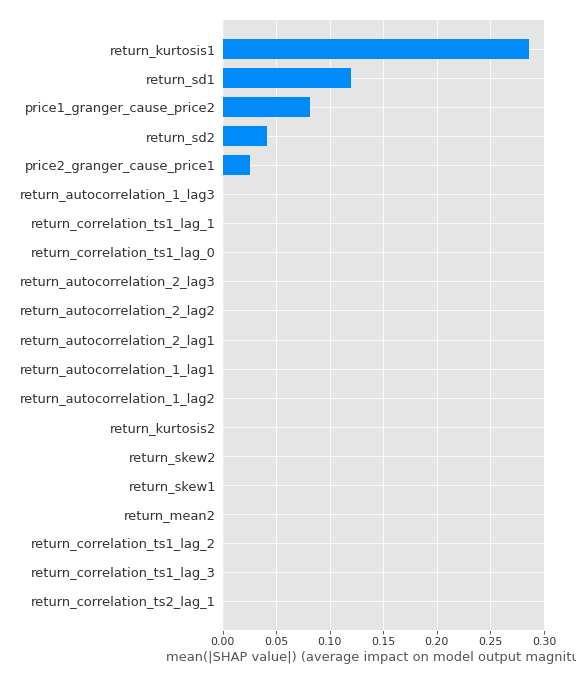 return_kurtosis1
return_sd1
price1_granger_cause_price2
return_sd2
price2_granger_cause_price1
return_autocorrelation_1_lag3
return_correlation_ts1_lag_1
return_correlation_ts1_lag_0
return_autocorrelation_2_lag3
return_autocorrelation_2_lag2
return_autocorrelation_2_lag1
return_autocorrelation_1_lag1
return_autocorrelation_1_lag2
return_kurtosis2
return_skew2
return_skew1
return_mean2
return_correlation_ts1_lag_2
return_correlation_ts1_lag_3
return_correlation_ts2_lag_1
0.00 0.05 0.10 0.15 0.20 0.25 0.30
mean(|SHAP value|) (average impact on model output magnitu